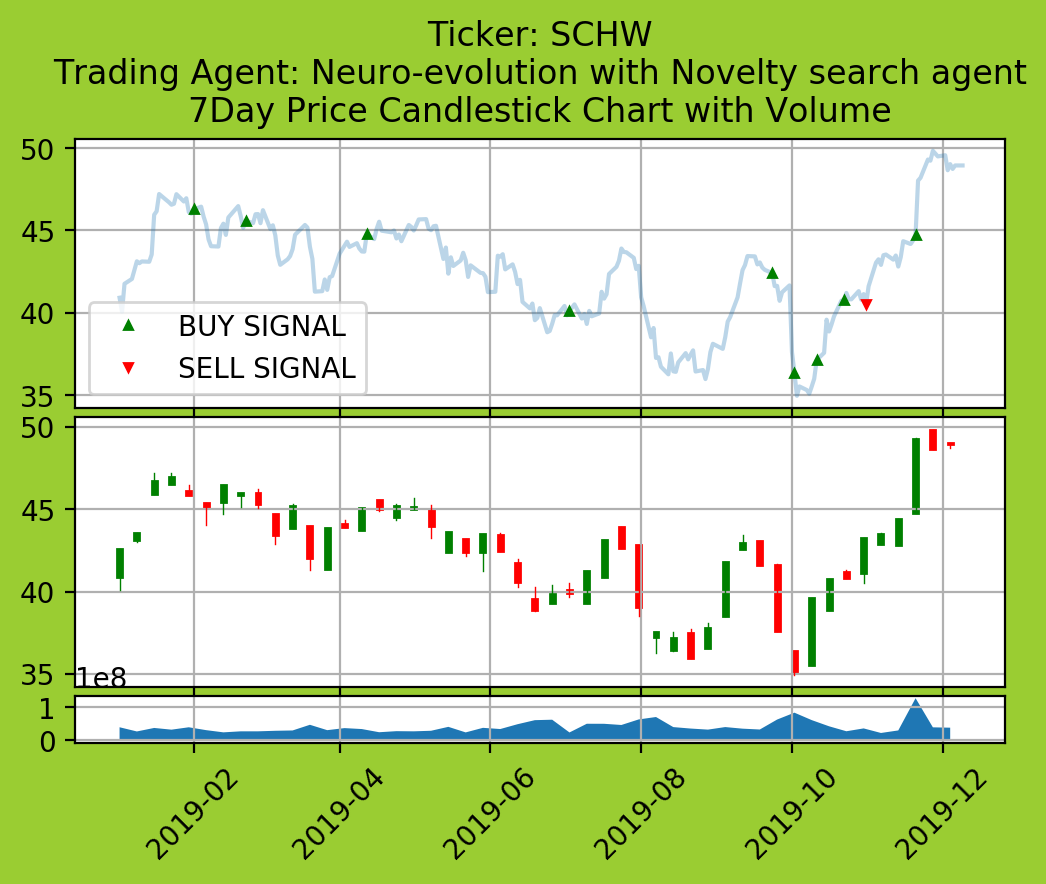 Ticker: SCHW
Trading Agent: Neuro-evolution with Novelty search agent
7Day Price Candlestick Chart with Volume
50
45
40
35
BUY SIGNAL
SELL SIGNAL
50
45
40
35
1e8
1
0
2019-02
2019-04
2019-06
2019-08
2019-10
2019-12